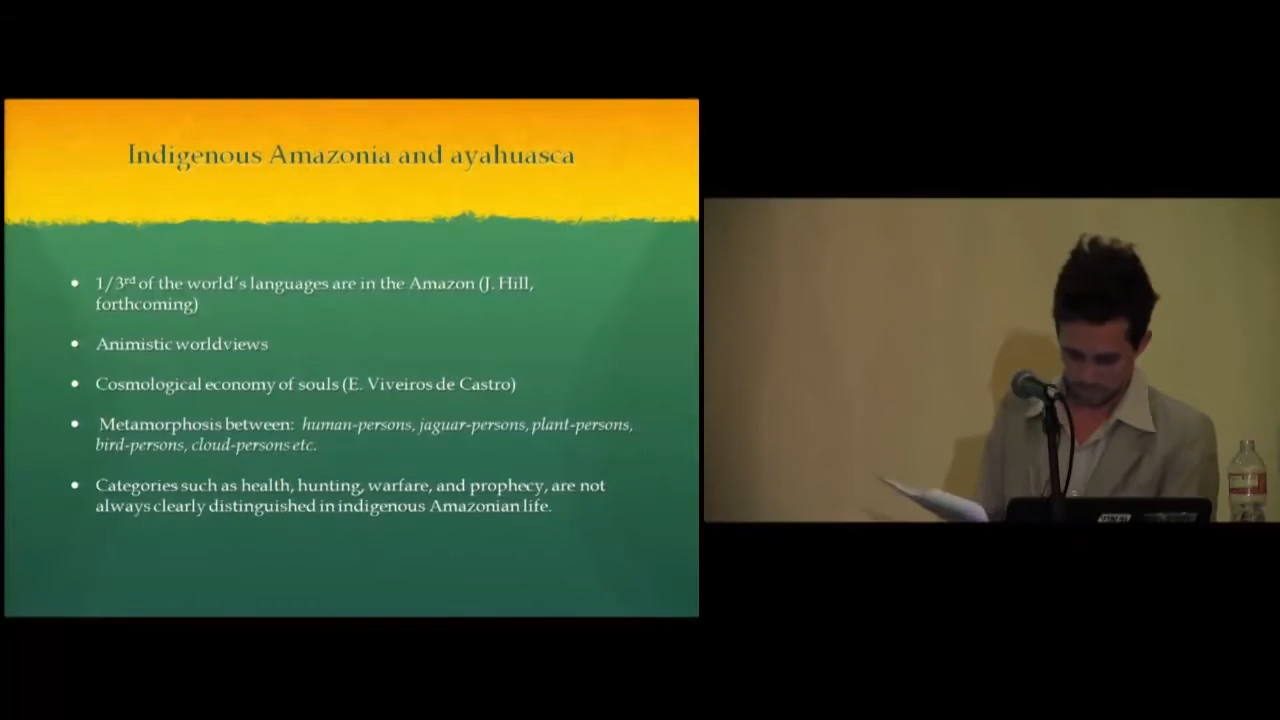 Indigenous Amazonia and ayahuasca
• 1/3rd of the world's languages are in the Amazon (J. Hill,
forthcoming)
• Animistic worldviews
• Cosmological economy of souls (E. Viveiros de Castro)
• Metamorphosis between: human-persons, jaguar-persons, plant-persons,
bird-persons, cloud-persons etc.
• Categories such as health, hunting, warfare, and prophecy, are not
always clearly distinguished in indigenous Amazonian life.